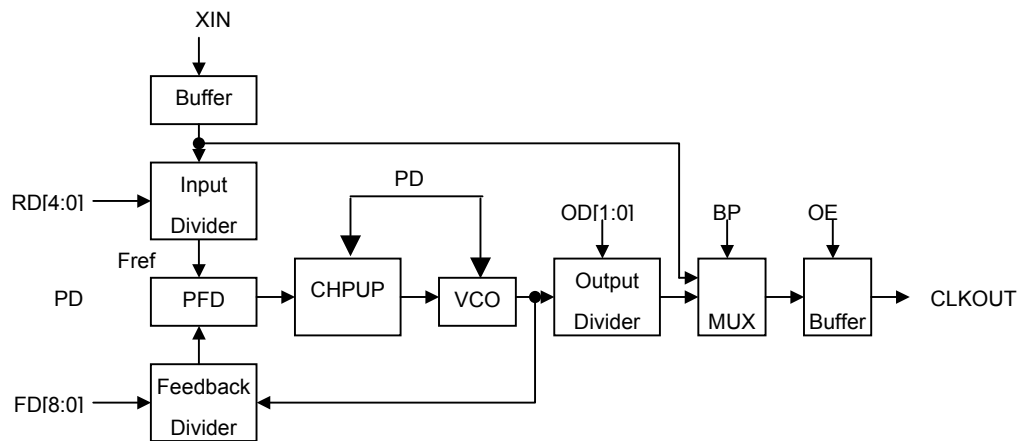 XIN
Buffer
Input
Divider
RD[4:0]
PD
OD[1:0]
BP
OE
Fref
PD
PFD
CHPUP
VCO
Output
Divider
MUX
Buffer
CLKOUT
FD[8:0]
Feedback
Divider